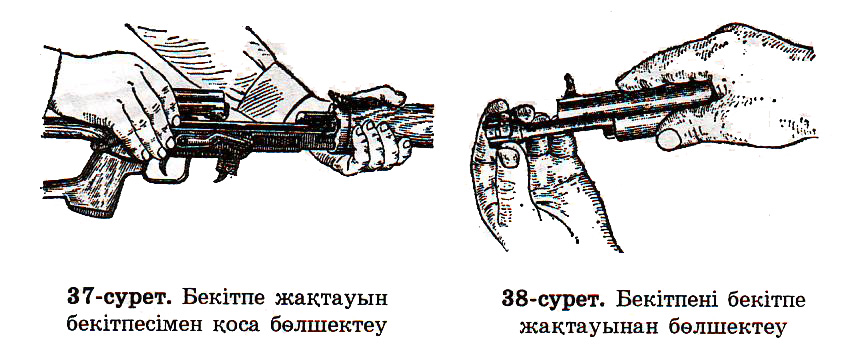 37-сурет. Бекітпе жақтауын
бекітпесімен қоса бөлшектеу
38-сурет. Бекітпені бекітпе
жақтауынан бөлшектеу